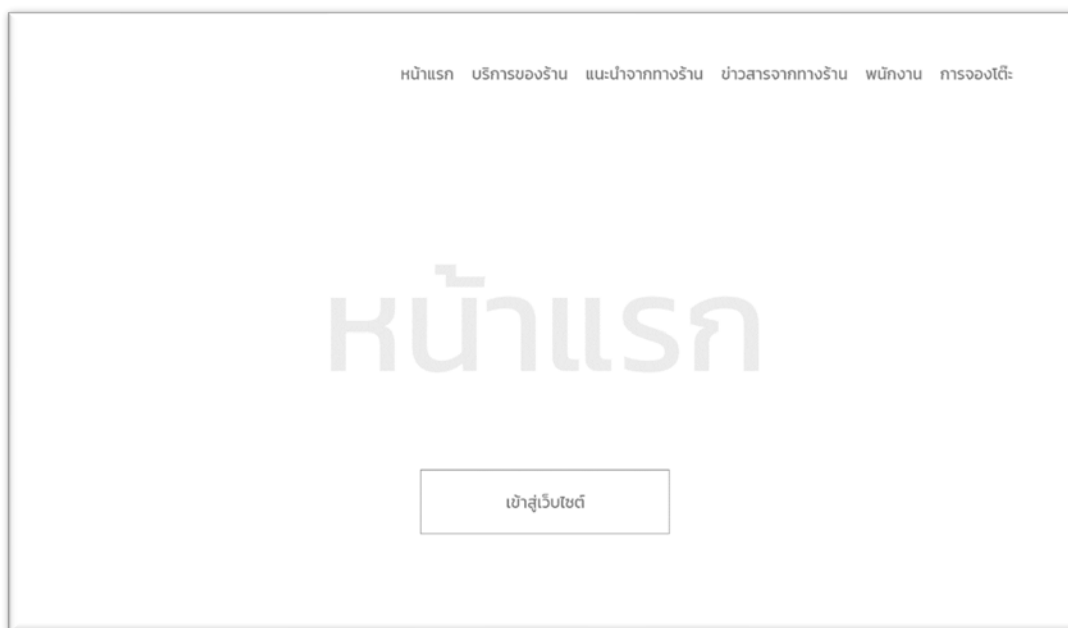 หน้าแรก บริการของร้าน แนะนำจากทางร้าน ข่าวสารจากทางร้าน พนักงาน การจองโต๊ะ
หน้าแรก
เข้าสู่เว็บไซต์